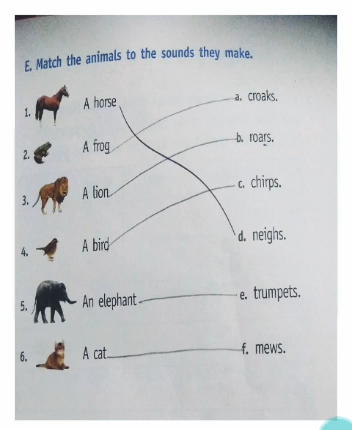 E. Match the animals to the sounds they make.
1. A horse a. croaks.
2. A frog b. roars.
3. A lion c. chirps.
4. A bird d. neighs.
5. An elephant e. trumpets.
6. A cat f. mews.